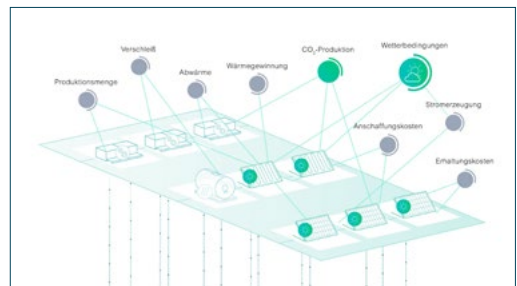 Verschleiß
CO₂-Produktion
Wetterbedingungen
Abwärme
Wärmegewinnung
Produktionsmenge
Stromerzeugung
Anschaffungskosten
Erhaltungskosten